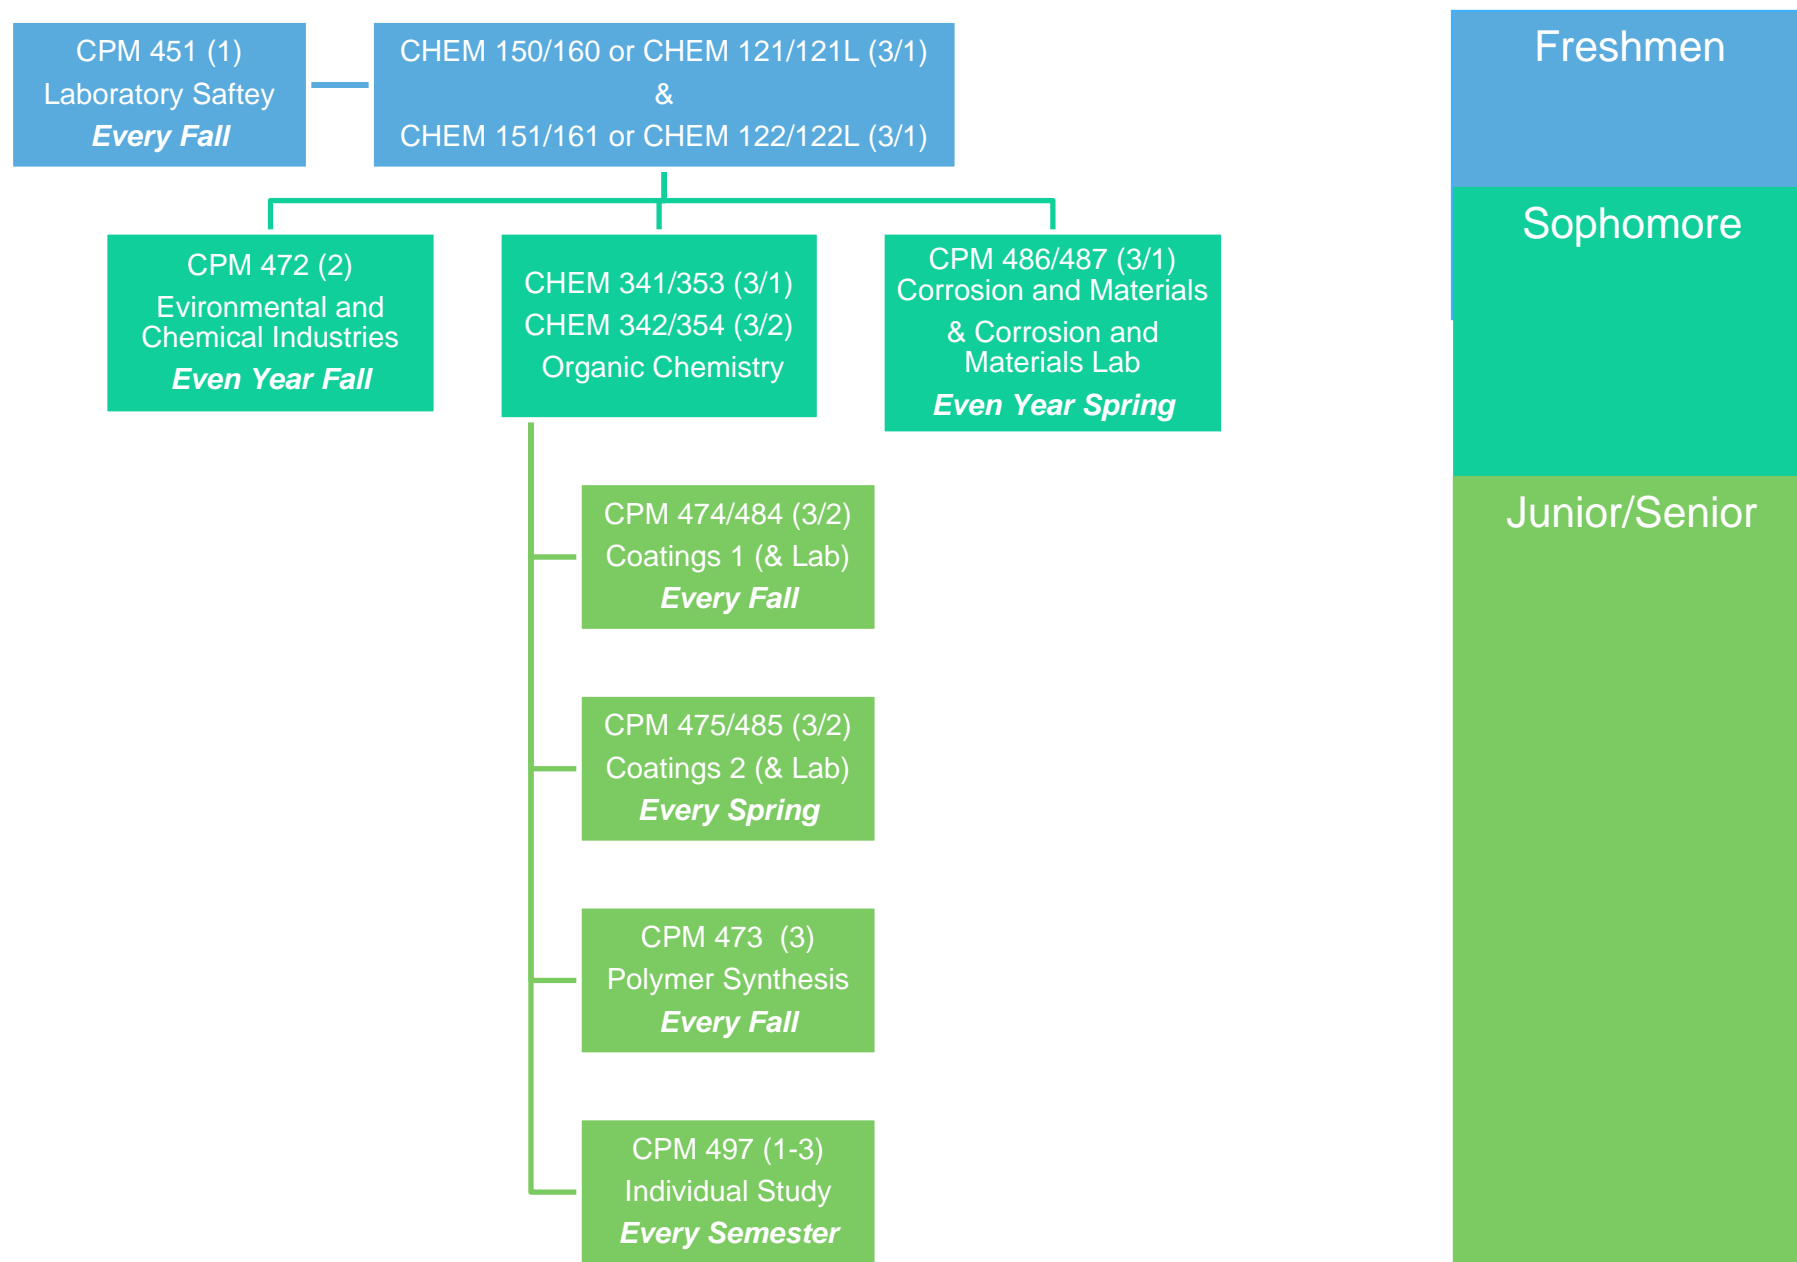 CPM 451 (1)
Laboratory Saftey
Every Fall
CHEM 150/160 or CHEM 121/121L (3/1)
&
CHEM 151/161 or CHEM 122/122L (3/1)
Freshmen
CPM 472 (2)
Evironmental and
Chemical Industries
Even Year Fall
CHEM 341/353 (3/1)
CHEM 342/354 (3/2)
Organic Chemistry
CPM 486/487 (3/1)
Corrosion and Materials
& Corrosion and
Materials Lab
Even Year Spring
Sophomore
CPM 474/484 (3/2)
Coatings 1 (& Lab)
Every Fall
Junior/Senior
CPM 475/485 (3/2)
Coatings 2 (& Lab)
Every Spring
CPM 473  (3)
Polymer Synthesis
Every Fall
CPM 497 (1-3)
Individual Study
Every Semester